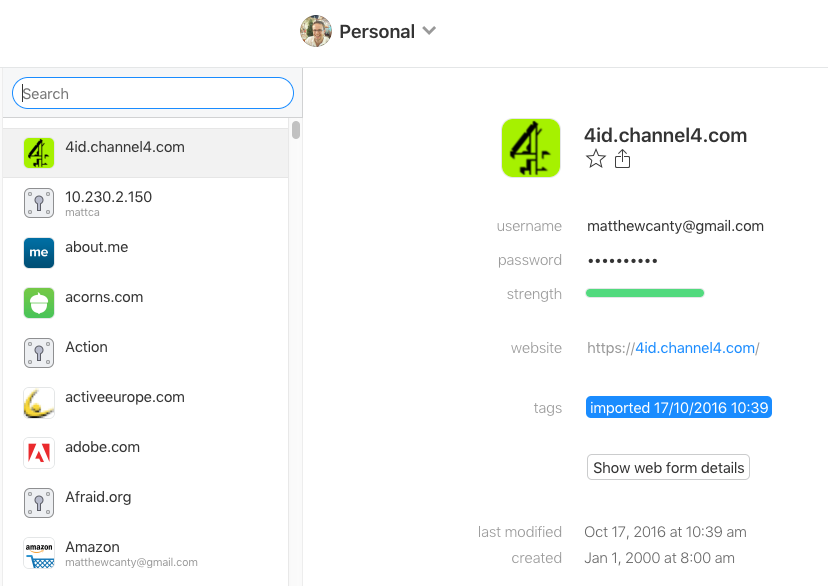 Personal
Search
4id.channel4.com
10.230.2.150
mattca
me
about.me
acorns.com
Action
activeeurope.com
adobe.com
Afraid.org
amazon
Amazon
matthewcanty@gmail.com
4id.channel4.com
username matthewcanty@gmail.com
password ••••••••••
strength
website https://4id.channel4.com/
tags imported 17/10/2016 10:39
Show web form details
last modified Oct 17, 2016 at 10:39 am
created Jan 1, 2000 at 8:00 am